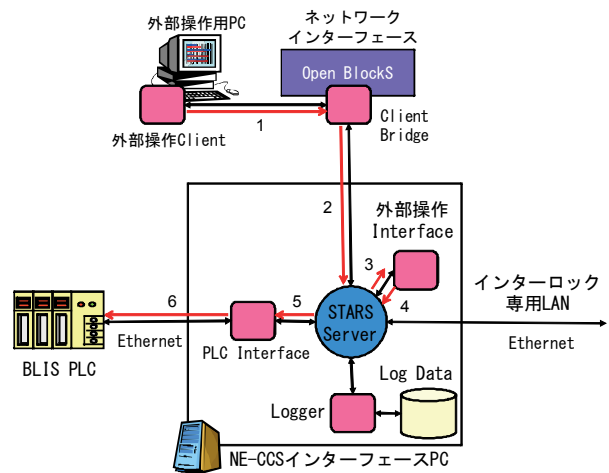 外部操作用PC
ネットワーク
インターフェース
Open BlockS
外部操作Client
1
Client
Bridge
2
外部操作
Interface
3
4
インターロック
専用LAN
Ethernet
STARS
Server
5
6
Ethernet
PLC Interface
BLIS PLC
Logger
Log Data
NE-CCSインターフェースPC